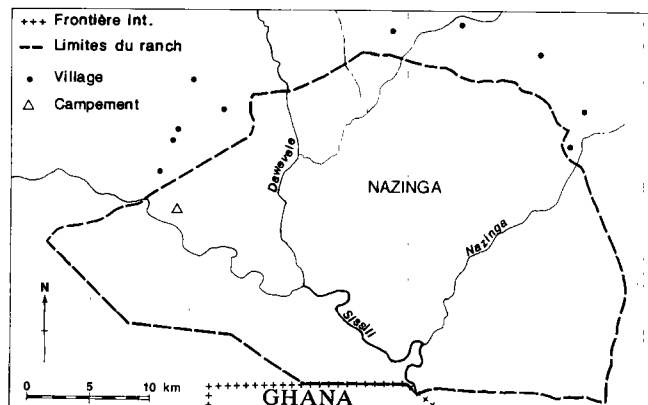 +++ Frontière Int.
Limites du ranch
Village
Campement
Dawevele
NAZINGA
Nazinga
N
Sissili
0 5 10 km
GHANA